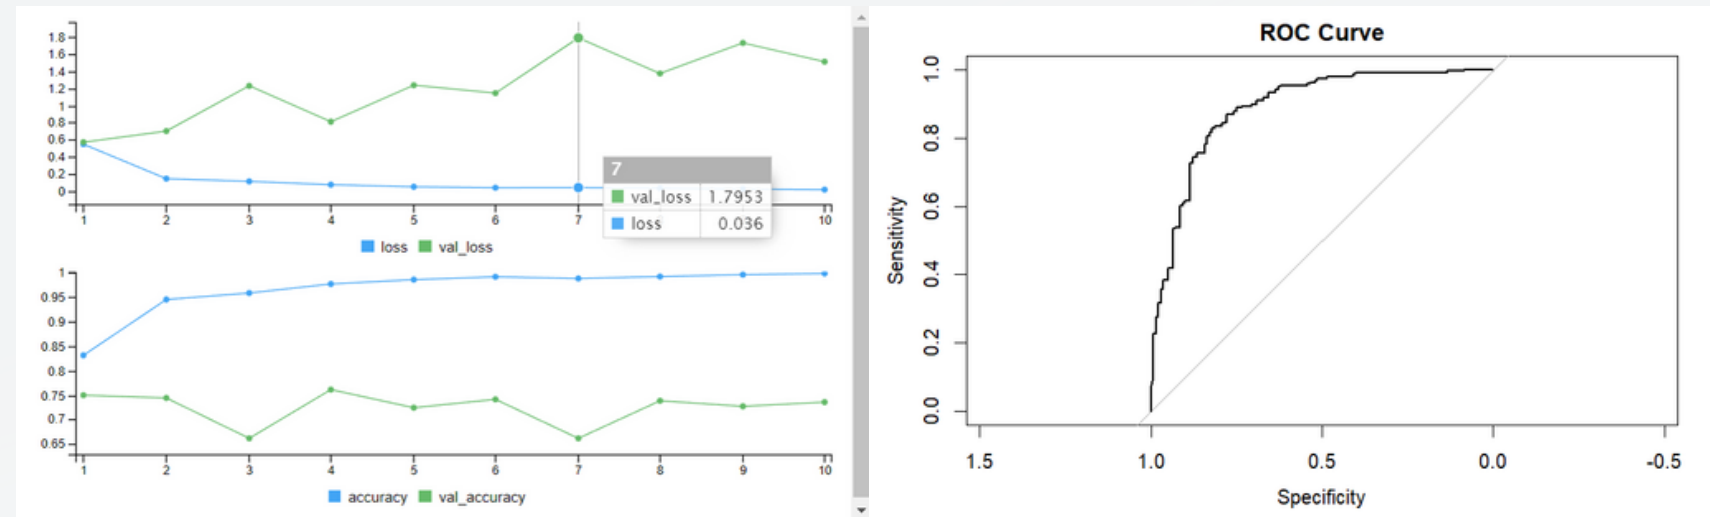 1.8
1.6
1.4
1.2
1
0.8
0.6
0.4
0.2
0
1 2 3 4 5 6 7 10
7
val_loss 1.7953
loss 0.036
loss val_loss
1
0.95
0.9
0.85
0.8
0.75
0.7
0.65
1 2 3 4 5 6 7 8 9 10
accuracy val_accuracy
ROC Curve
Sensitivity
1.0
0.8
0.6
0.4
0.2
0.0
1.5 1.0 0.5 0.0 -0.5
Specificity